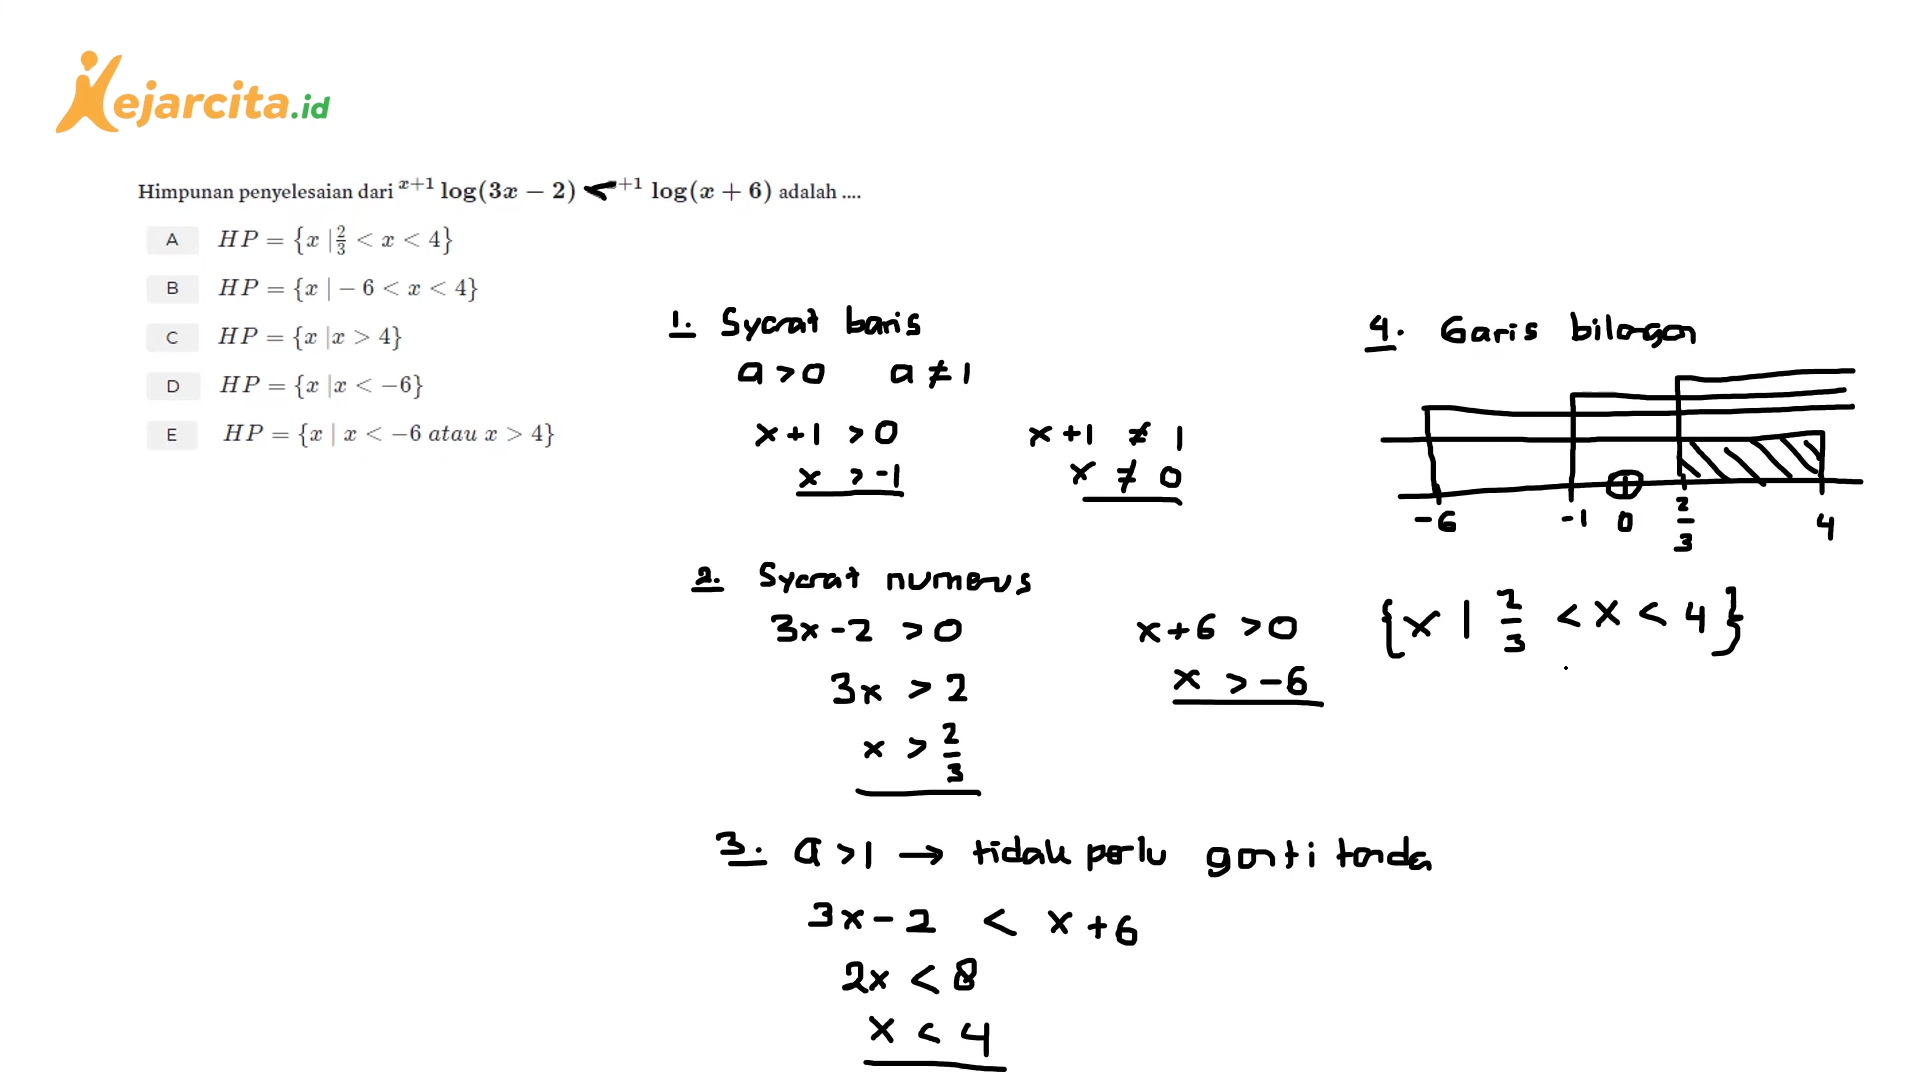 Kejarcita.id
Himpunan penyelesaian dari ˣ⁺¹ log(3x − 2) < ⁺¹ log(x + 6) adalah ....
A HP = {x |2/3 < x < 4}
B HP = {x | − 6 < x < 4}
C HP = {x |x > 4}
D HP = {x |x < −6}
E HP = {x | x < −6 atau x > 4}
1. Syarat baris
a > 0 a ≠ 1
x + 1 > 0 x + 1 ≠ 1
x > -1 x ≠ 0
2. Syarat numerus
3x - 2 > 0 x + 6 > 0
3x > 2 x > -6
x > 2/3
3. a > 1 → tidak perlu ganti tanda
3x - 2 < x + 6
2x < 8
x < 4
4. Garis bilangan
-6 -1 0 2/3 4
{x | 2/3 < x < 4}